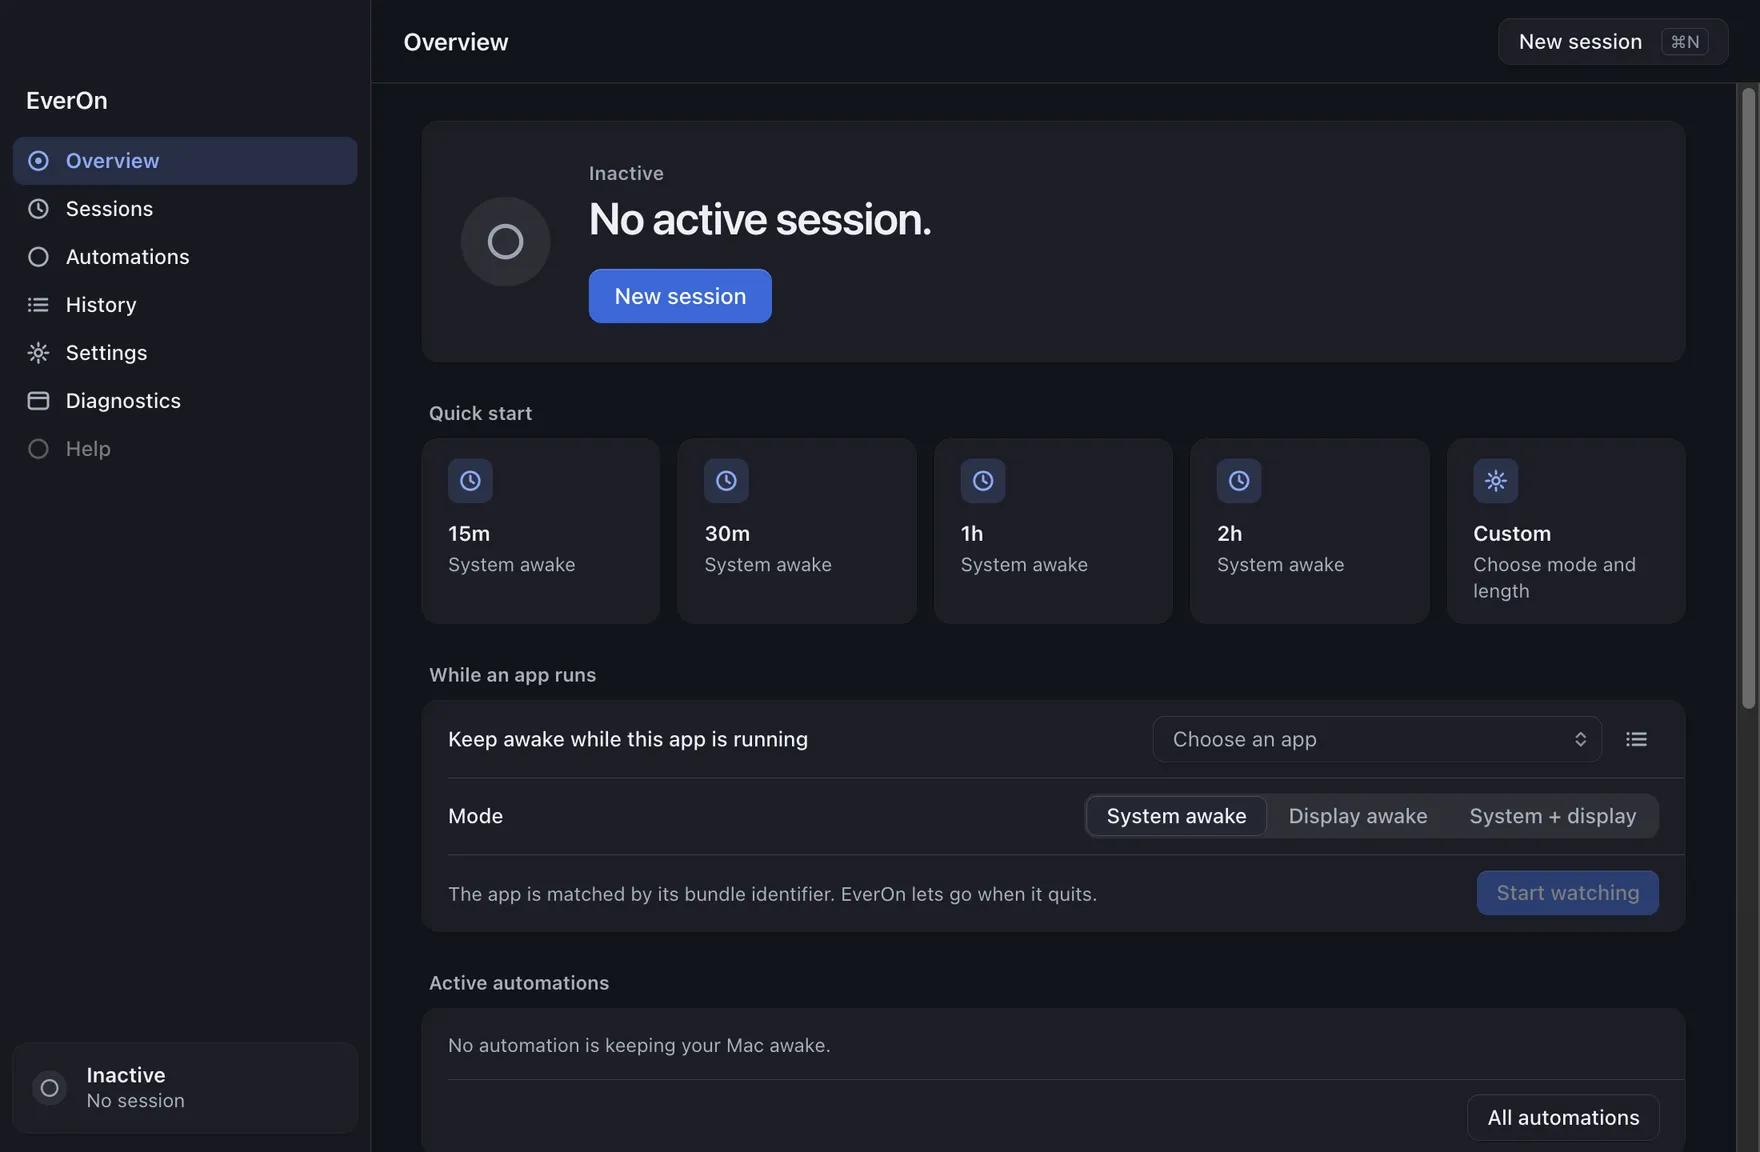 Overview
New session ⌘N
EverOn
Overview
Sessions
Automations
History
Settings
Diagnostics
Help
Inactive
No session
Inactive
No active session.
New session
Quick start
15m
System awake
30m
System awake
1h
System awake
2h
System awake
Custom
Choose mode and
length
While an app runs
Keep awake while this app is running
Choose an app
Mode
System awake
Display awake
System + display
The app is matched by its bundle identifier. EverOn lets go when it quits.
Start watching
Active automations
No automation is keeping your Mac awake.
All automations